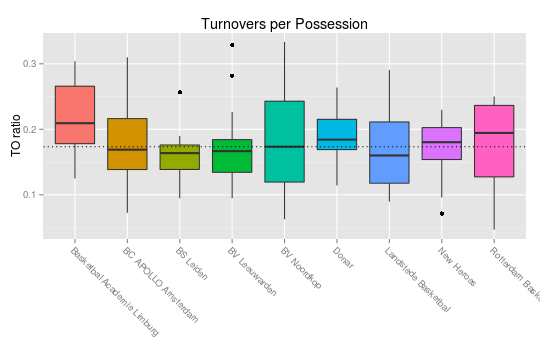 Turnovers per Possession
TO ratio
0.3
0.2
0.1
Basketbal Academie Limburg
BC APOLLO Amsterdam
BS Leiden
BV Leeuwarden
BV Noordkop
Donar
Landstede Basketbal
New Heroes
Rotterdam Bask